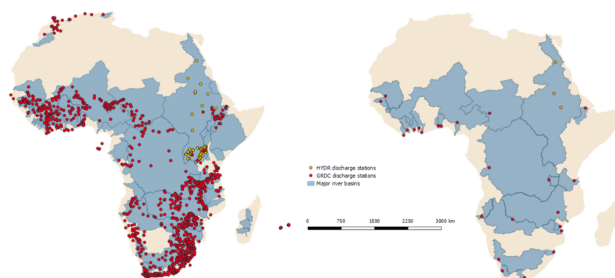 HYDR discharge stations
GRDC discharge stations
Major river basins
0 750 1500 2250 3000 km